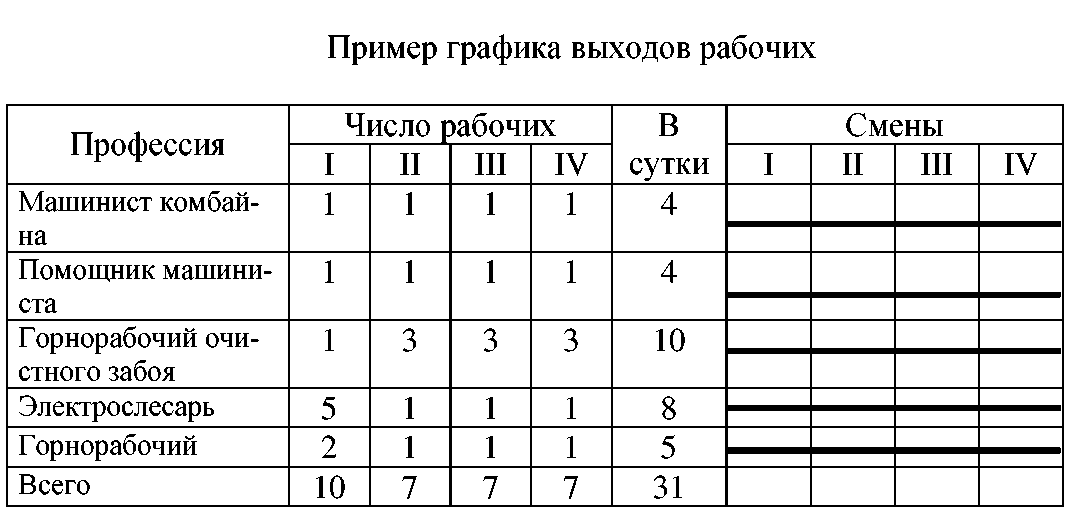 Пример графика выходов рабочих
Профессия Число рабочих В сутки Смены
I II III IV I II III IV
Машинист комбай-
на 1 1 1 1 4
Помощник машини-
ста 1 1 1 1 4
Горнорабочий очи-
стного забоя 1 3 3 3 10
Электрослесарь 5 1 1 1 8
Горнорабочий 2 1 1 1 5
Всего 10 7 7 7 31